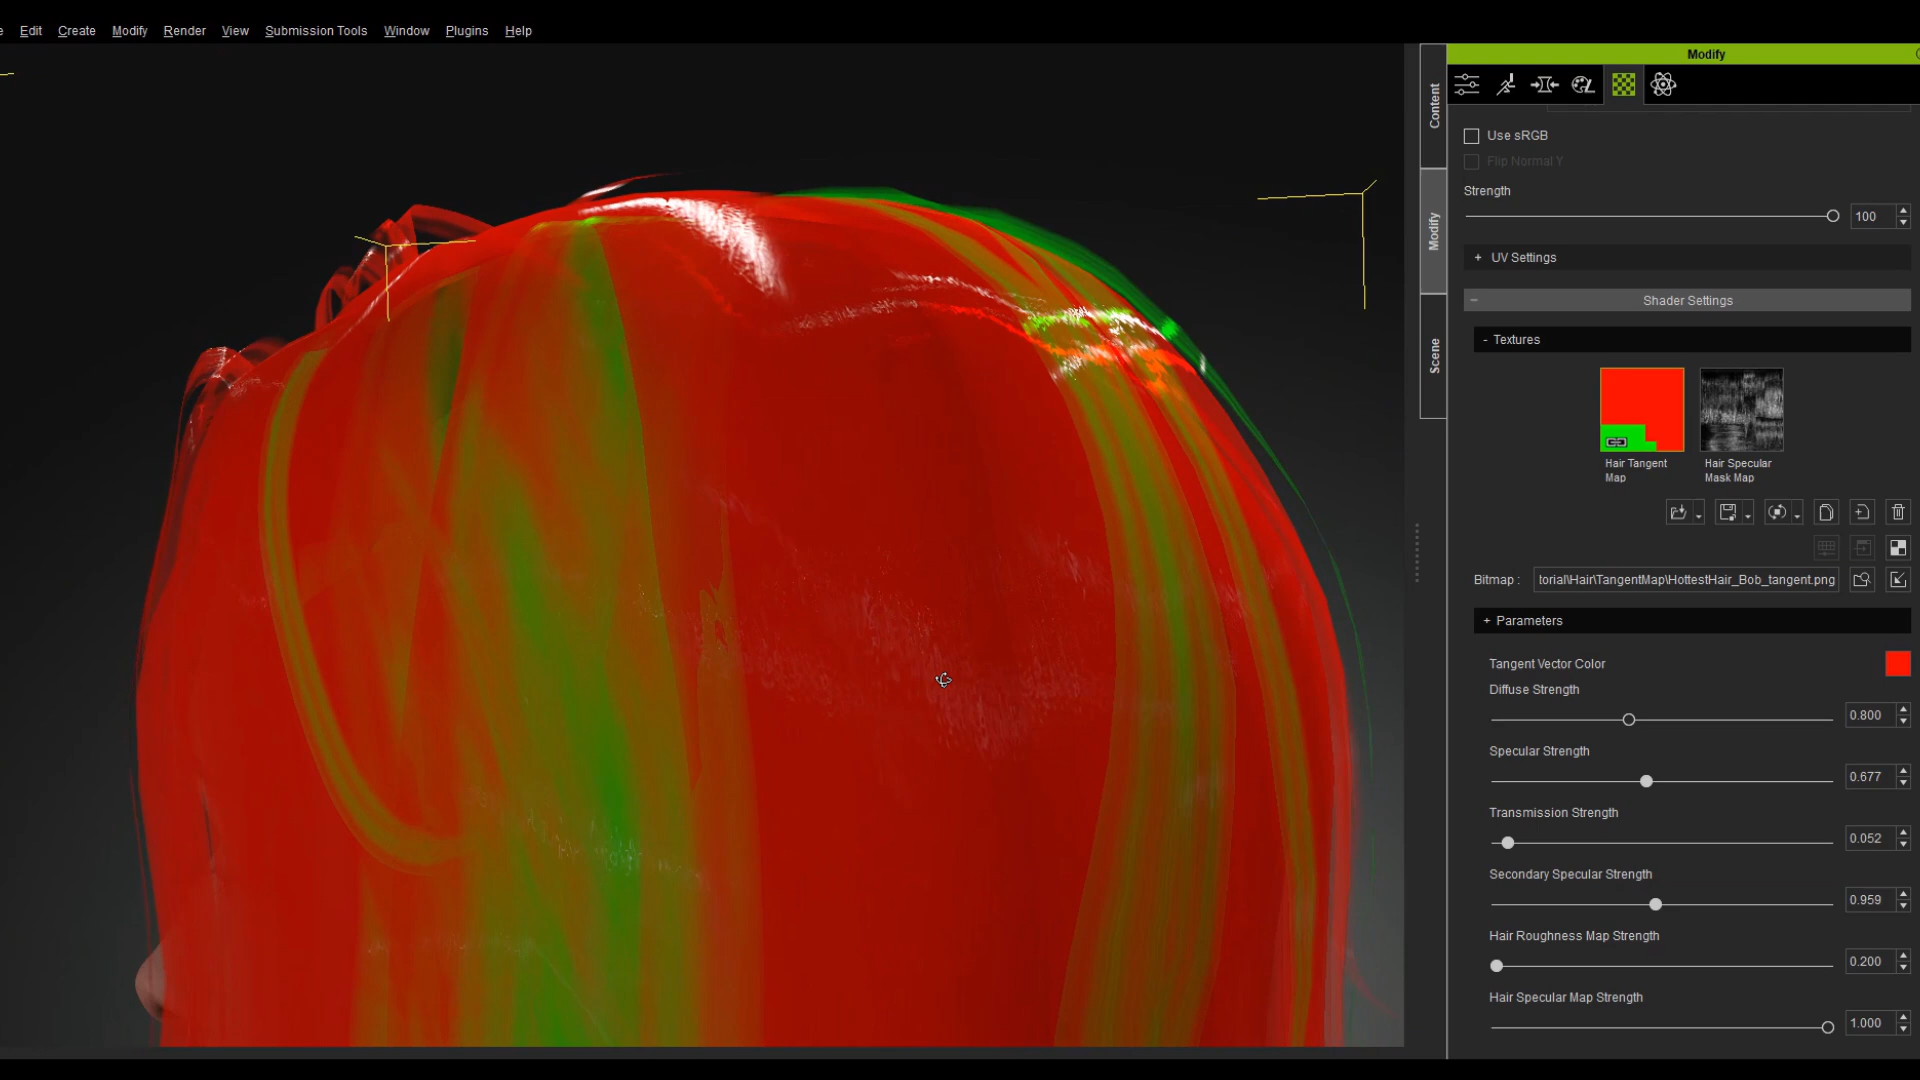 e Edit Create Modify Render View Submission Tools Window Plugins Help
Modify
Content
Modify
Scene
Use sRGB
Flip Normal Y
Strength
100
+ UV Settings
- Shader Settings
- Textures
Hair Tangent
Map
Hair Specular
Mask Map
Bitmap : torial\Hair\TangentMap\HottestHair_Bob_tangent.png
+ Parameters
Tangent Vector Color
Diffuse Strength
0.800
Specular Strength
0.677
Transmission Strength
0.052
Secondary Specular Strength
0.959
Hair Roughness Map Strength
0.200
Hair Specular Map Strength
1.000